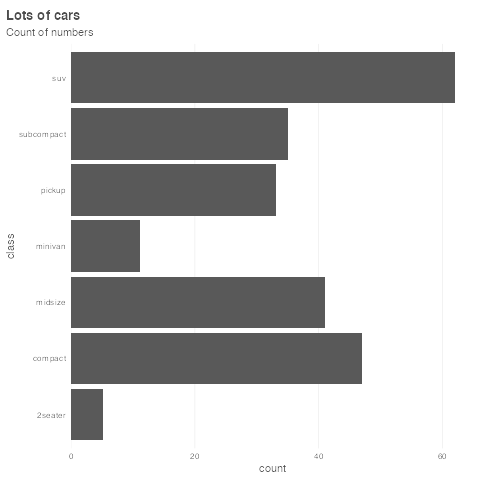 Lots of cars
Count of numbers
suv
subcompact
pickup
minivan
midsize
compact
2seater
class
0 20 40 60
count